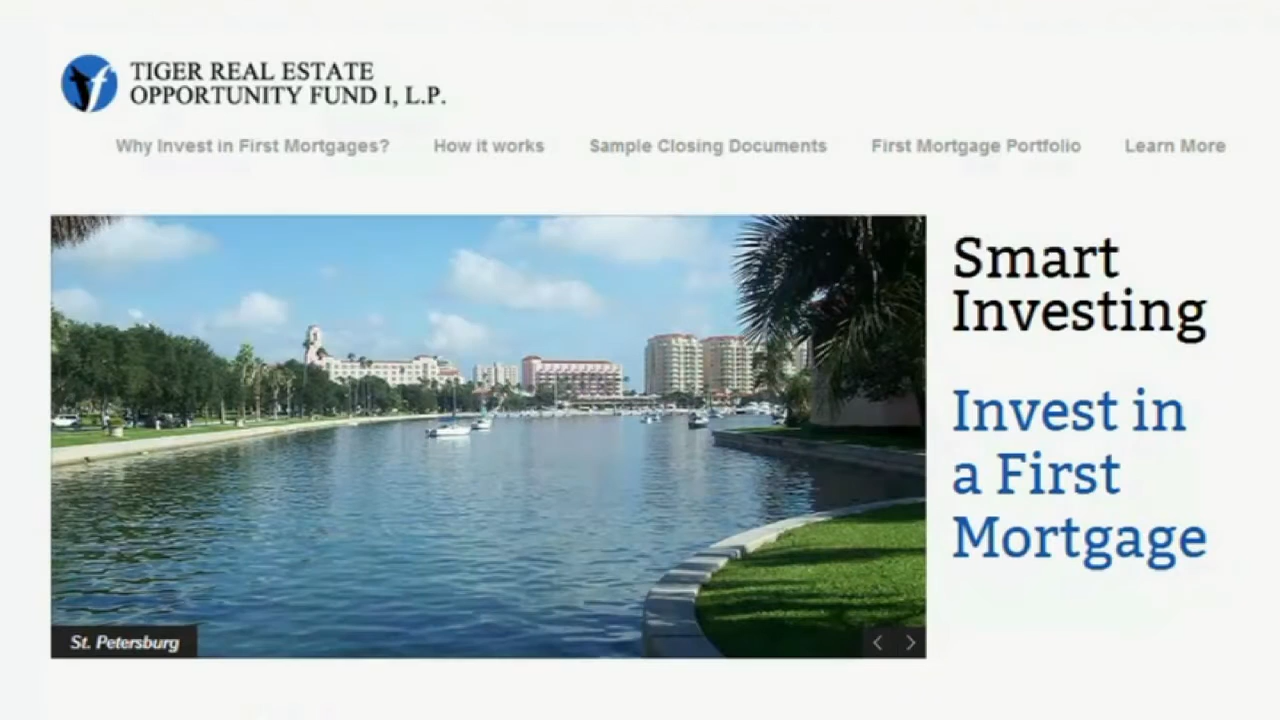 TIGER REAL ESTATE
OPPORTUNITY FUND I, L.P.
Why Invest in First Mortgages? How it works Sample Closing Documents First Mortgage Portfolio Learn More
Smart
Investing
Invest in
a First
Mortgage
St. Petersburg